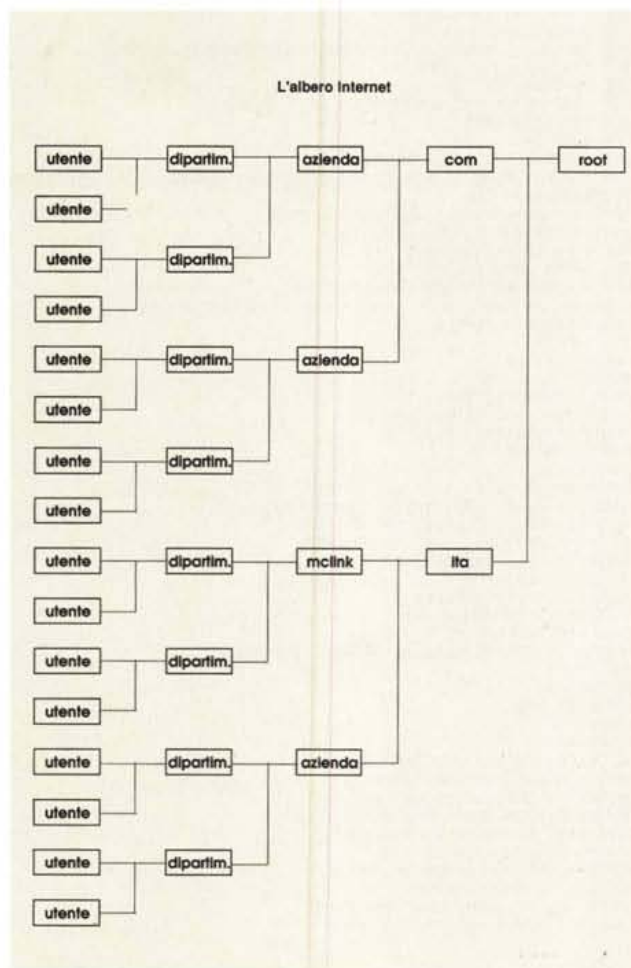 L'albero Internet
utente dipartim. azienda com root
utente
utente dipartim.
utente
utente dipartim. azienda
utente
utente dipartim.
utente
utente dipartim. mclink ita
utente
utente dipartim.
utente
utente dipartim. azienda
utente
utente dipartim.
utente